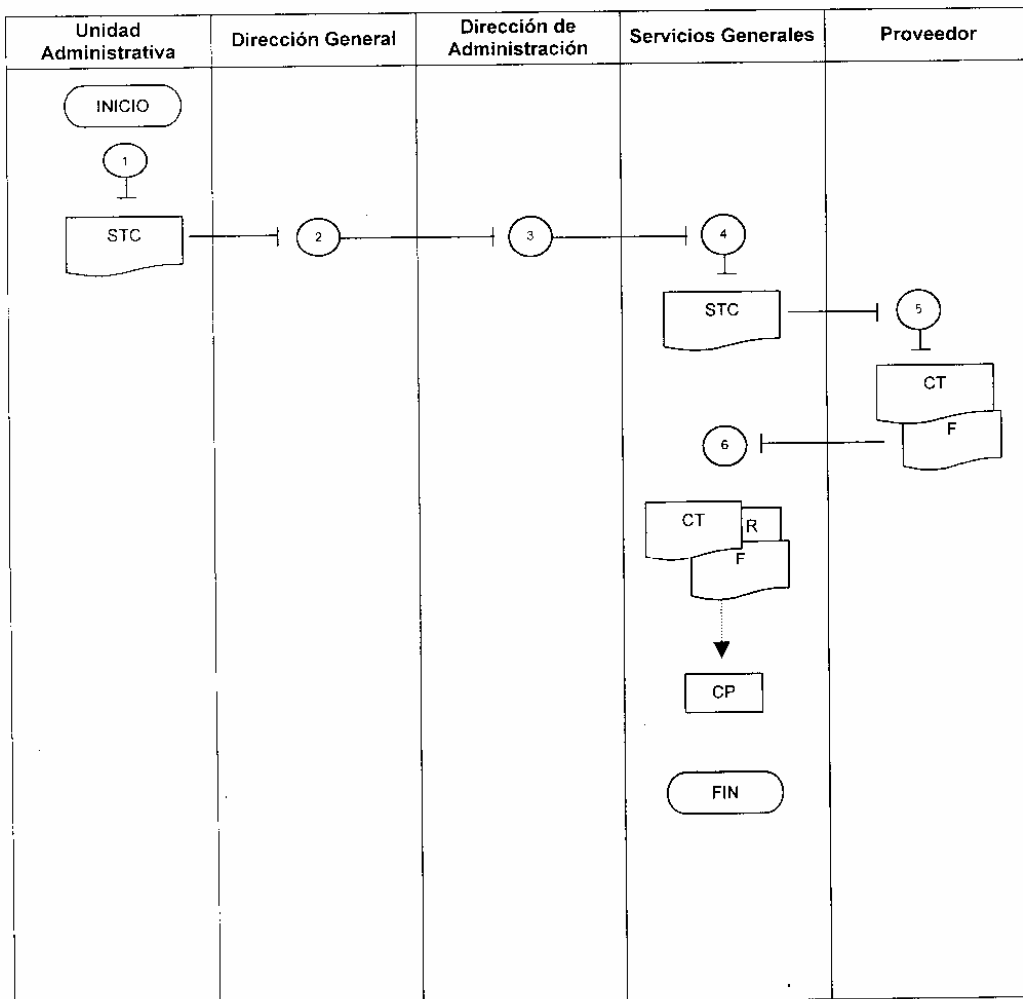 Unidad
Administrativa
Dirección General
Dirección de
Administración
Servicios Generales
Proveedor
INICIO
1
STC
2
3
4
STC
5
CT
F
6
CT
R
F
CP
FIN